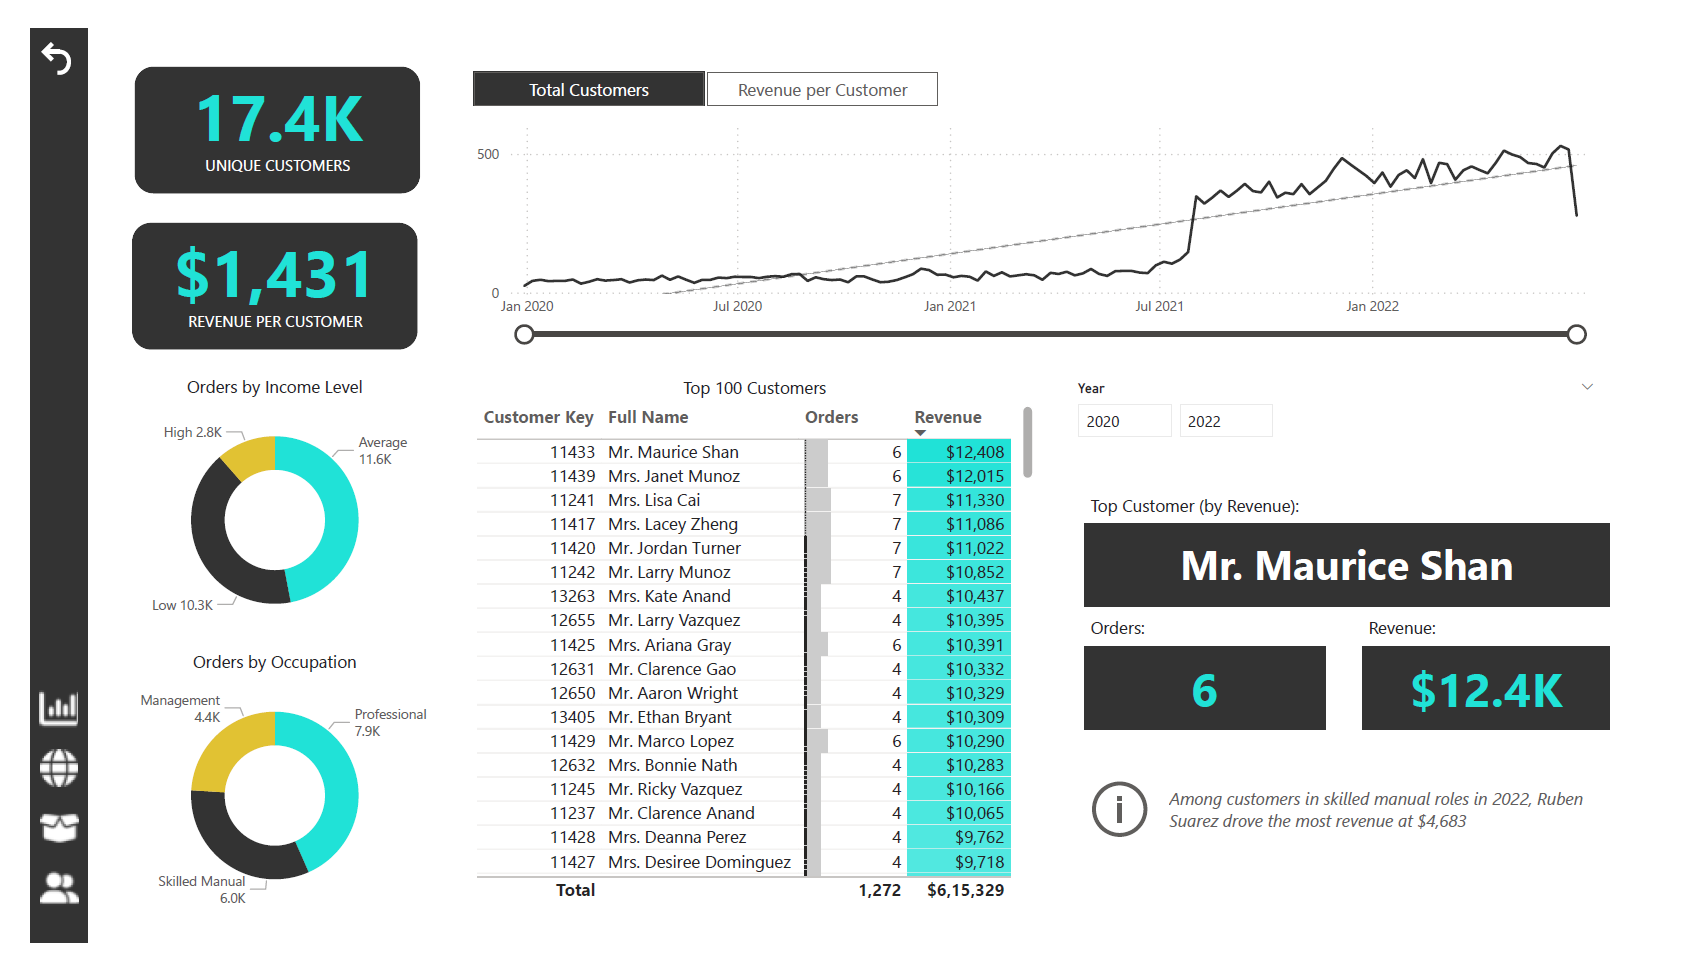 17.4K
UNIQUE CUSTOMERS
$1,431
REVENUE PER CUSTOMER
Total Customers
Revenue per Customer
500
0
Jan 2020
Jul 2020
Jan 2021
Jul 2021
Jan 2022
Orders by Income Level
High 2.8K
Average
11.6K
Low 10.3K
Orders by Occupation
Management
4.4K
Professional
7.9K
Skilled Manual
6.0K
Top 100 Customers
Customer Key Full Name Orders Revenue
11433 Mr. Maurice Shan 6 $12,408
11439 Mrs. Janet Munoz 6 $12,015
11241 Mrs. Lisa Cai 7 $11,330
11417 Mrs. Lacey Zheng 7 $11,086
11420 Mr. Jordan Turner 7 $11,022
11242 Mr. Larry Munoz 7 $10,852
13263 Mrs. Kate Anand 4 $10,437
12655 Mr. Larry Vazquez 4 $10,395
11425 Mrs. Ariana Gray 6 $10,391
12631 Mr. Clarence Gao 4 $10,332
12650 Mr. Aaron Wright 4 $10,329
13405 Mr. Ethan Bryant 4 $10,309
11429 Mr. Marco Lopez 6 $10,290
12632 Mrs. Bonnie Nath 4 $10,283
11245 Mr. Ricky Vazquez 4 $10,166
11237 Mr. Clarence Anand 4 $10,065
11428 Mrs. Deanna Perez 4 $9,762
11427 Mrs. Desiree Dominguez 4 $9,718
Total 1,272 $6,15,329
Year
2020
2022
Top Customer (by Revenue):
Mr. Maurice Shan
Orders:
Revenue:
6
$12.4K
Among customers in skilled manual roles in 2022, Ruben
Suarez drove the most revenue at $4,683